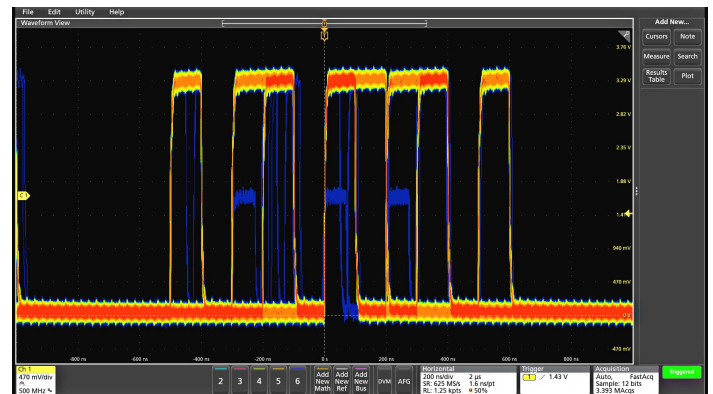 File Edit Utility Help
Waveform View
Add New...
Cursors Note
Measure Search
Results Table Plot
3.76 V
3.29 V
2.82 V
2.35 V
1.88 V
C 1
1.41
940 mV
470 mV
0 V
-470 mV
-800 ns -400 ns -200 ns 0 s 200 ns 400 ns 600 ns 800 ns
Ch 1
470 mV/div
500 MHz
2 3 4 5 6
Add New Math
Add New Ref
Add New Bus
DVM AFG
Horizontal
200 ns/div 2 µs
SR: 625 MS/s 1.6 ns/pt
RL: 1.25 kpts 50%
Trigger
1 1.43 V
Acquisition
Auto, FastAcq
Sample: 12 bits
3.393 MAcqs
Triggered